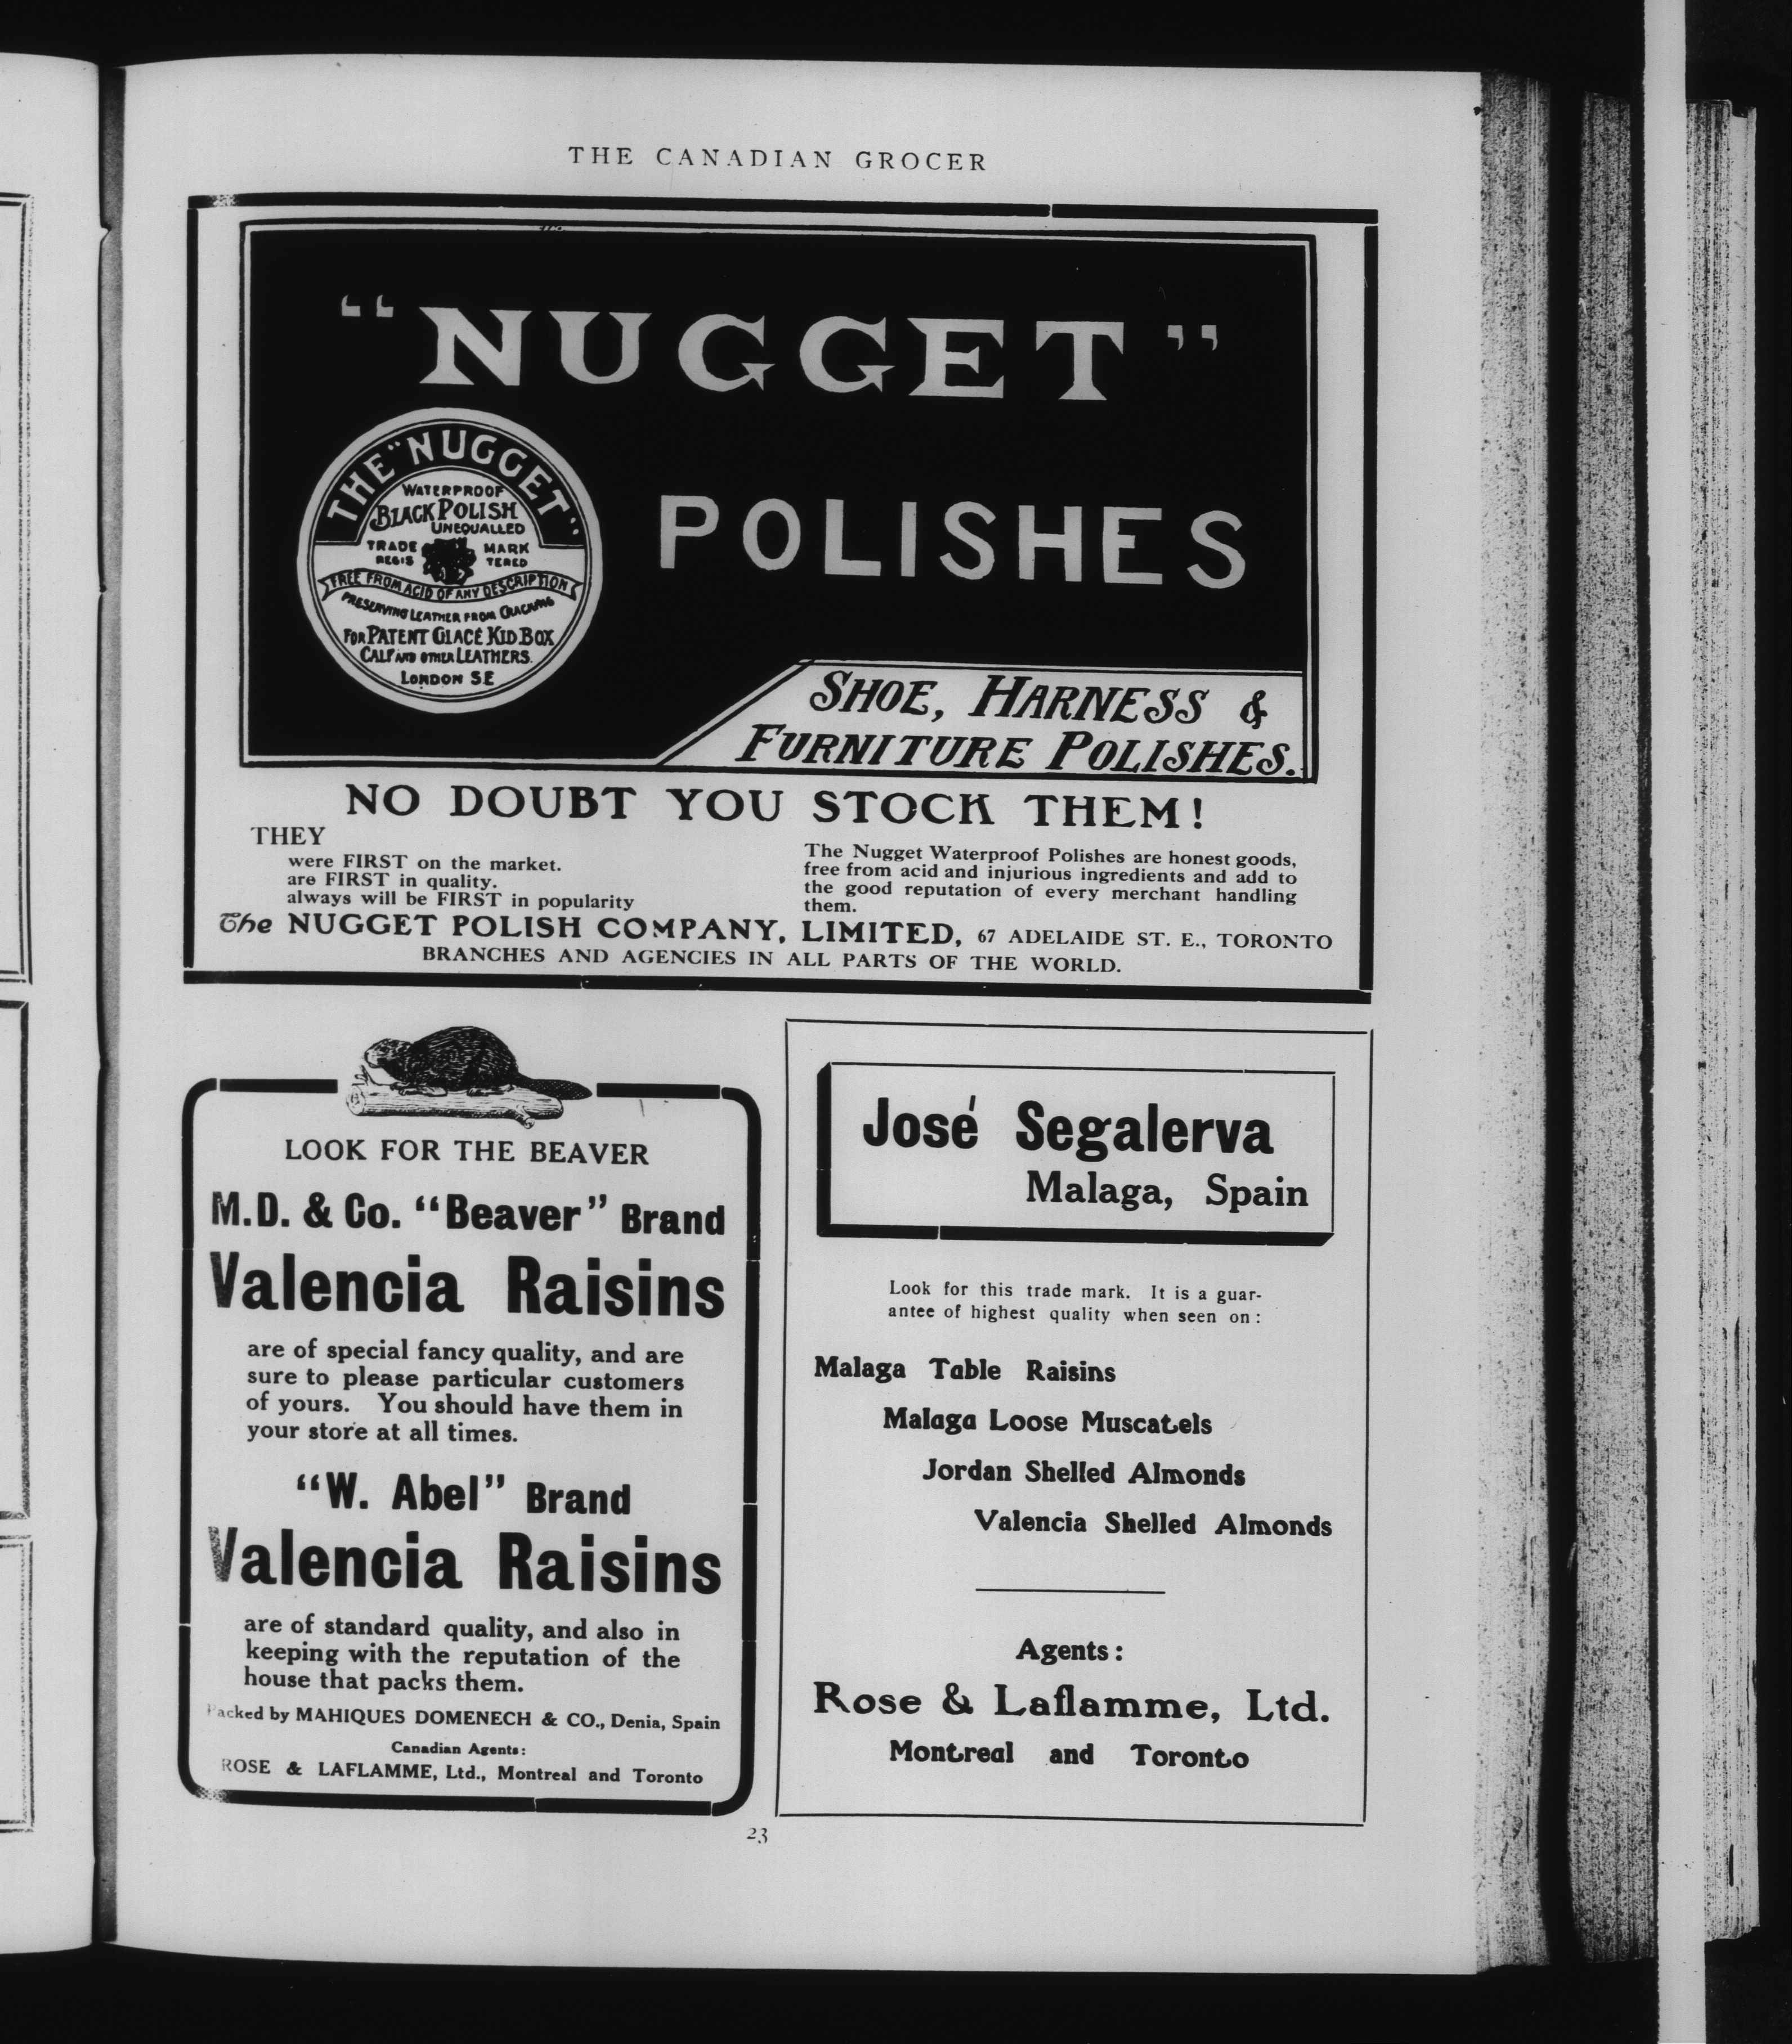 THE CANADIAN GROCER
"NUGGET"
POLISHES
THE "NUGGET"
WATERPROOF
BLACK POLISH
UNEQUALLED
TRADE MARK
REGISTERED
FREE FROM ACID OF ANY DESCRIPTION
PRESERVING LEATHER FROM CRACKING
FOR PATENT GLACÉ KID BOX
CALF AND OTHER LEATHERS.
LONDON S.E
SHOE, HARNESS &
FURNITURE POLISHES.
NO DOUBT YOU STOCK THEM!
THEY
were FIRST on the market.
are FIRST in quality.
always will be FIRST in popularity
The Nugget Waterproof Polishes are honest goods,
free from acid and injurious ingredients and add to
the good reputation of every merchant handling
them.
The NUGGET POLISH COMPANY, LIMITED, 67 ADELAIDE ST. E., TORONTO
BRANCHES AND AGENCIES IN ALL PARTS OF THE WORLD.
LOOK FOR THE BEAVER
M.D. & Co. "Beaver" Brand
Valencia Raisins
are of special fancy quality, and are
sure to please particular customers
of yours. You should have them in
your store at all times.
"W. Abel" Brand
Valencia Raisins
are of standard quality, and also in
keeping with the reputation of the
house that packs them.
Packed by MAHIQUES DOMENECH & CO., Denia, Spain
Canadian Agents:
ROSE & LAFLAMME, Ltd., Montreal and Toronto
José Segalerva
Malaga, Spain
Look for this trade mark. It is a guar-
antee of highest quality when seen on:
Malaga Table Raisins
Malaga Loose Muscatels
Jordan Shelled Almonds
Valencia Shelled Almonds
Agents:
Rose & Laflamme, Ltd.
Montreal and Toronto
23